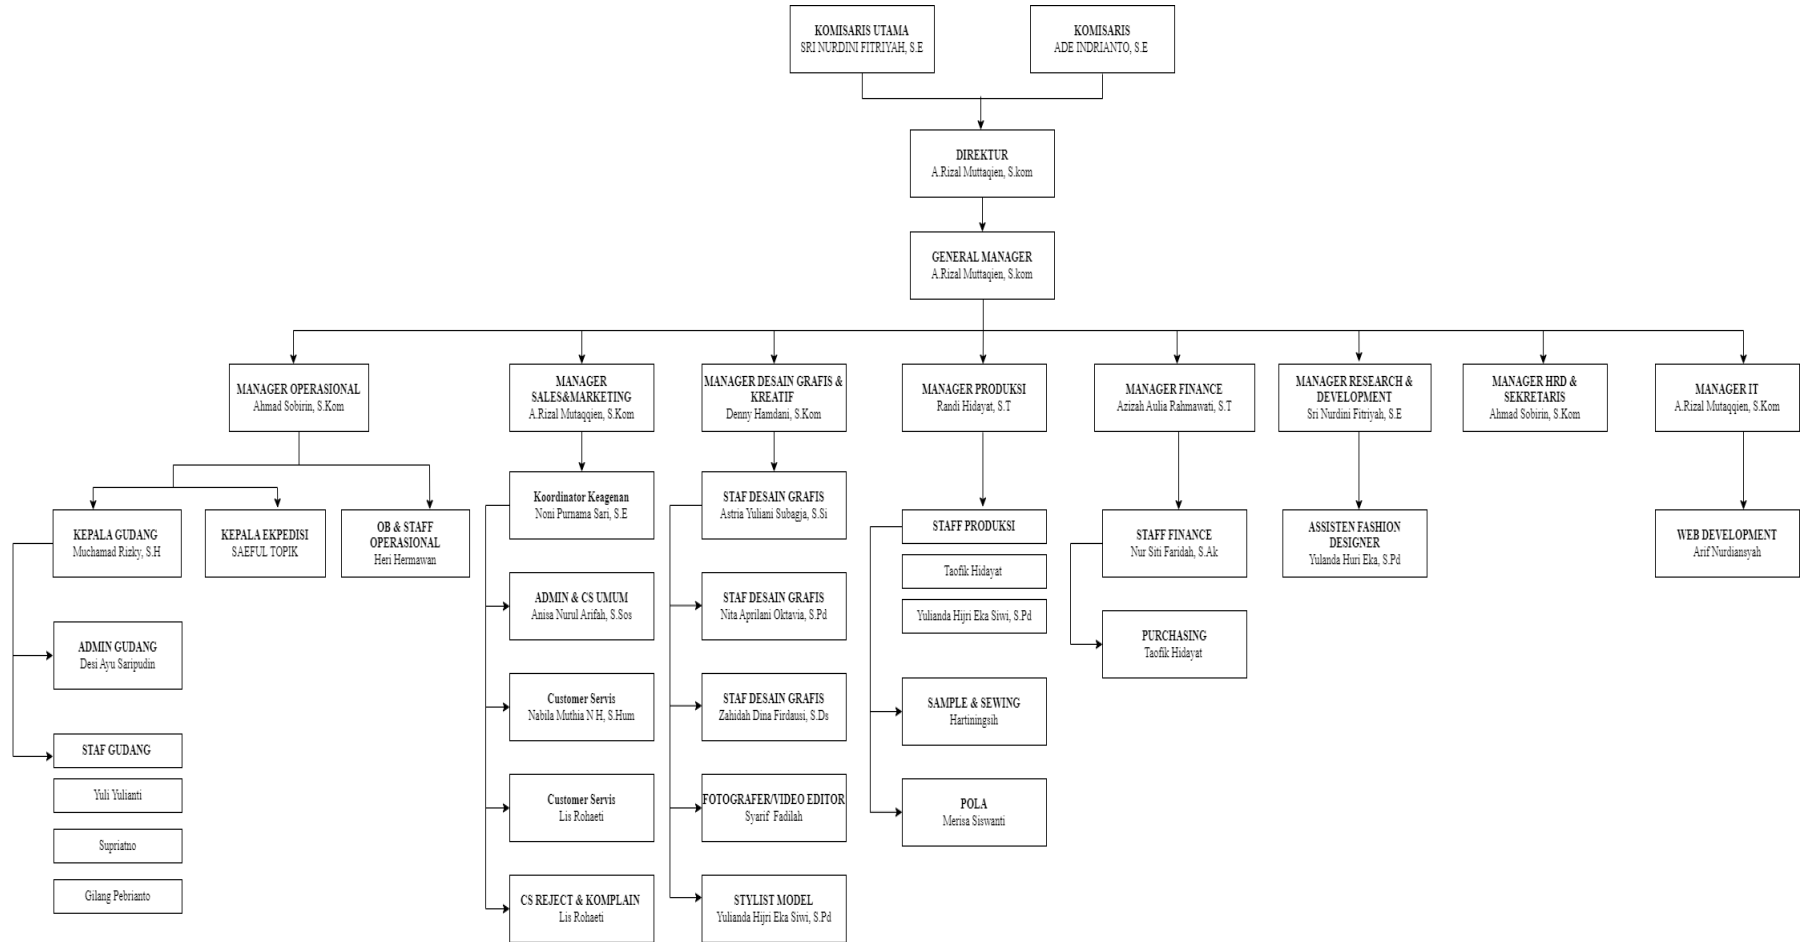 KOMISARIS UTAMA
SRI NURDINI FITRIYAH, S.E
KOMISARIS
ADE INDRIANTO, S.E
DIREKTUR
A.Rizal Muttaqien, S.kom
GENERAL MANAGER
A.Rizal Muttaqien, S.kom
MANAGER OPERASIONAL
Ahmad Sobirin, S.Kom
MANAGER
SALES&MARKETING
A.Rizal Mutaqqien, S.Kom
MANAGER DESAIN GRAFIS &
KREATIF
Denny Hamdani, S.Kom
MANAGER PRODUKSI
Randi Hidayat, S.T
MANAGER FINANCE
Azizah Aulia Rahmawati, S.T
MANAGER RESEARCH &
DEVELOPMENT
Sri Nurdini Fitriyah, S.E
MANAGER HRD &
SEKRETARIS
Ahmad Sobirin, S.Kom
MANAGER IT
A.Rizal Mutaqqien, S.Kom
KEPALA GUDANG
Muchamad Rizky, S.H
KEPALA EKPEDISI
SAEFUL TOPIK
OB & STAFF
OPERASIONAL
Heri Hermawan
ADMIN GUDANG
Desi Ayu Saripudin
STAF GUDANG
Yuli Yulianti
Supriatno
Gilang Pebrianto
Koordinator Keagenan
Noni Purnama Sari, S.E
ADMIN & CS UMUM
Anisa Nurul Arifah, S.Sos
Customer Servis
Nabila Muthia N H, S.Hum
Customer Servis
Lis Rohaeti
CS REJECT & KOMPLAIN
Lis Rohaeti
STAF DESAIN GRAFIS
Astria Yuliani Subagja, S.Si
STAF DESAIN GRAFIS
Nita Aprilani Oktavia, S.Pd
STAF DESAIN GRAFIS
Zahidah Dina Firdausi, S.Ds
FOTOGRAFER/VIDEO EDITOR
Syarif Fadilah
STYLIST MODEL
Yulianda Hijri Eka Siwi, S.Pd
STAFF PRODUKSI
Taofik Hidayat
Yulianda Hijri Eka Siwi, S.Pd
SAMPLE & SEWING
Hartiningsih
POLA
Merisa Siswanti
STAFF FINANCE
Nur Siti Faridah, S.Ak
PURCHASING
Taofik Hidayat
ASSISTEN FASHION
DESIGNER
Yulanda Huri Eka, S.Pd
WEB DEVELOPMENT
Arif Nurdiansyah